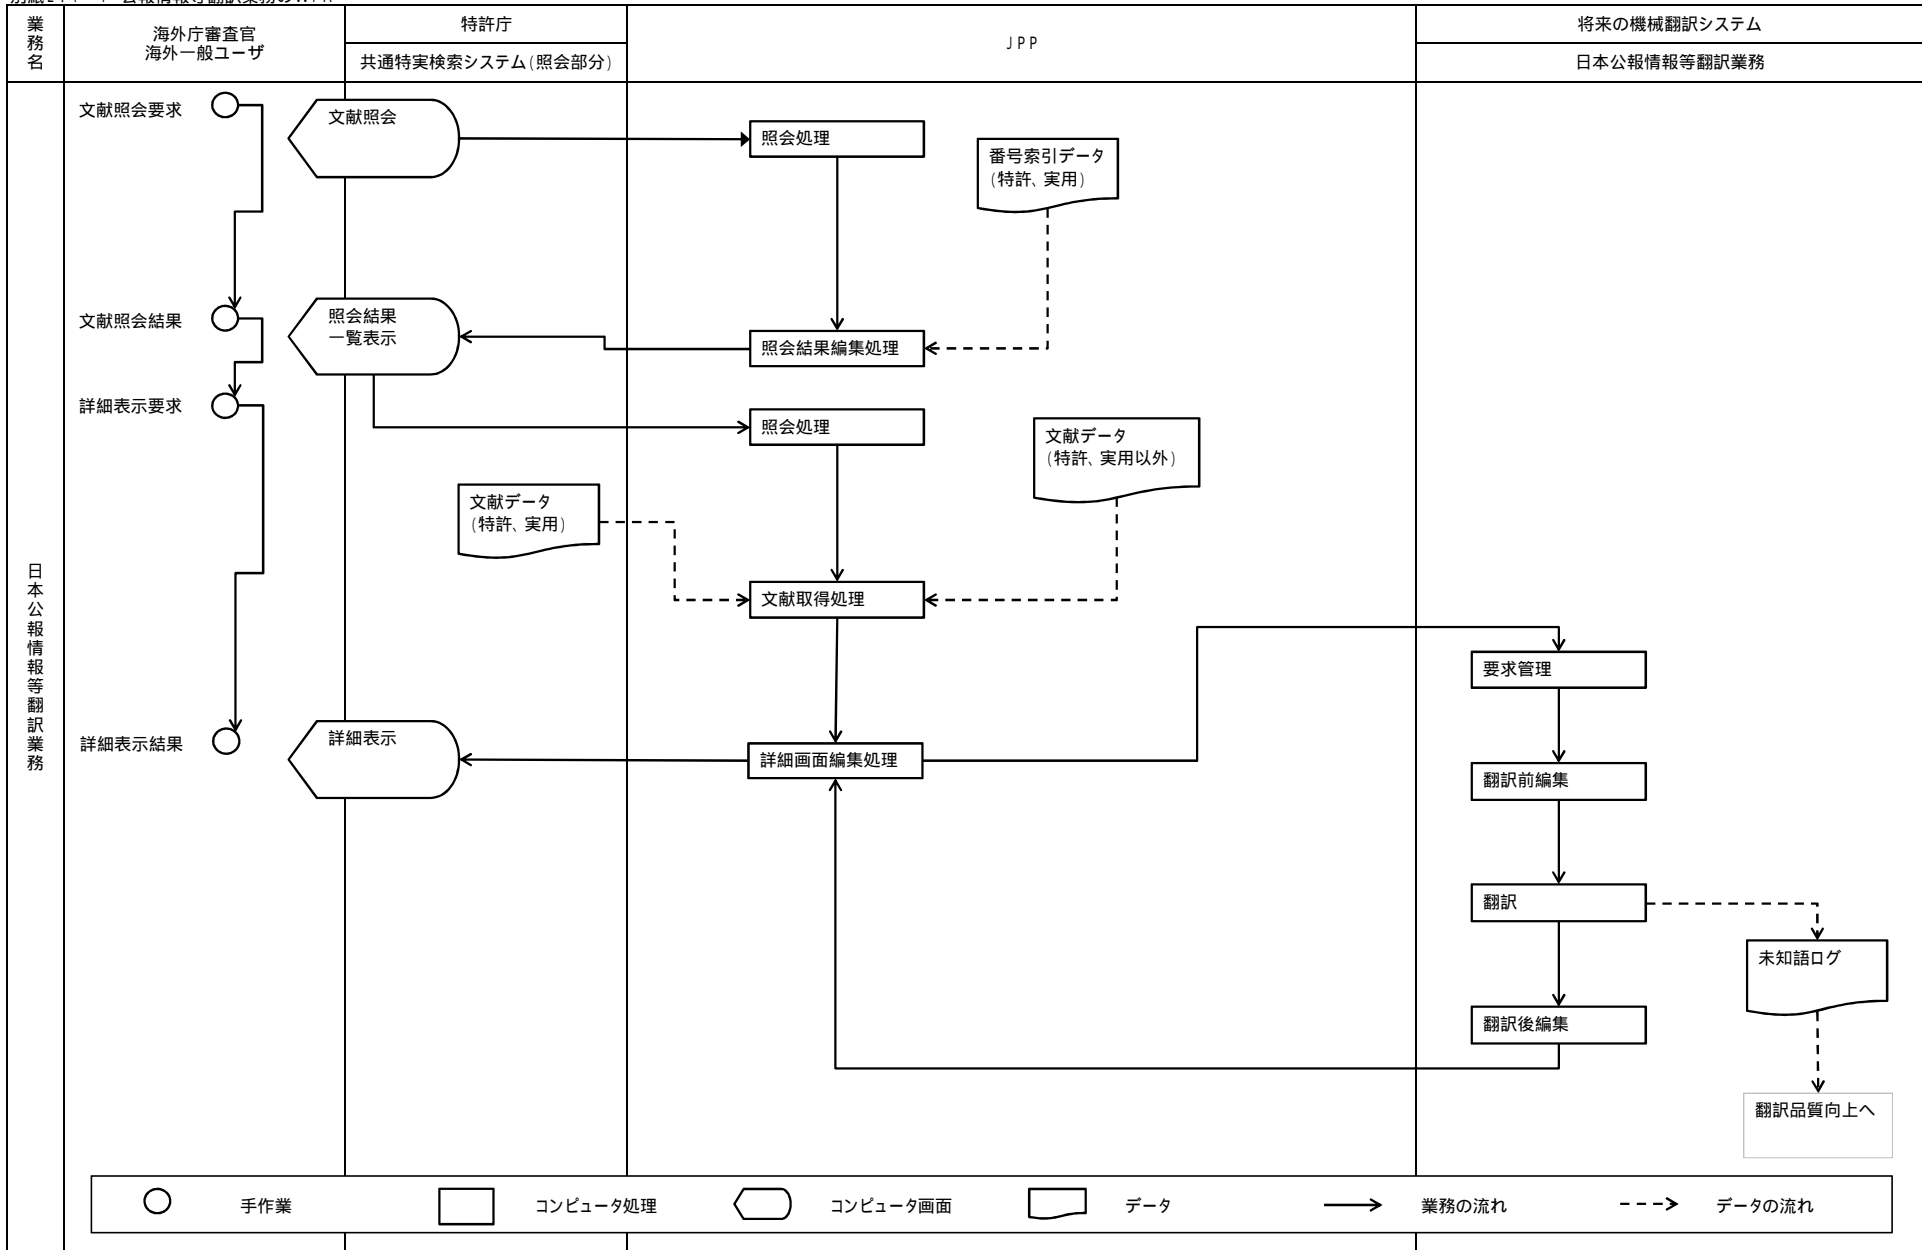 業務名
海外庁審査官
海外一般ユーザ
特許庁
共通特実検索システム(照会部分)
JPP
将来の機械翻訳システム
日本公報情報等翻訳業務
日本公報情報等翻訳業務
文献照会要求
文献照会
照会処理
番号索引データ
(特許、実用)
文献照会結果
照会結果
一覧表示
照会結果編集処理
詳細表示要求
照会処理
文献データ
(特許、実用以外)
文献データ
(特許、実用)
文献取得処理
要求管理
詳細表示結果
詳細表示
詳細画面編集処理
翻訳前編集
翻訳
未知語ログ
翻訳後編集
翻訳品質向上へ
手作業
コンピュータ処理
コンピュータ画面
データ
業務の流れ
データの流れ